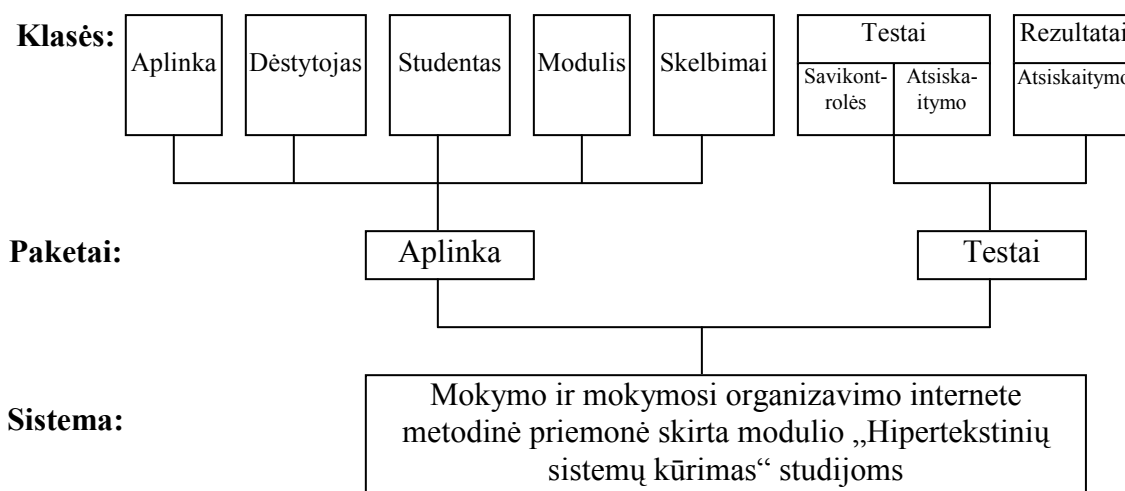 Klasės:
Aplinka
Dėstytojas
Studentas
Modulis
Skelbimai
Testai
Savikont-
rolės
Atsiska-
itymo
Rezultatai
Atsiskaitymo
Paketai:
Aplinka
Testai
Sistema:
Mokymo ir mokymosi organizavimo internete
metodinė priemonė skirta modulio „Hipertekstinių
sistemų kūrimas“ studijoms